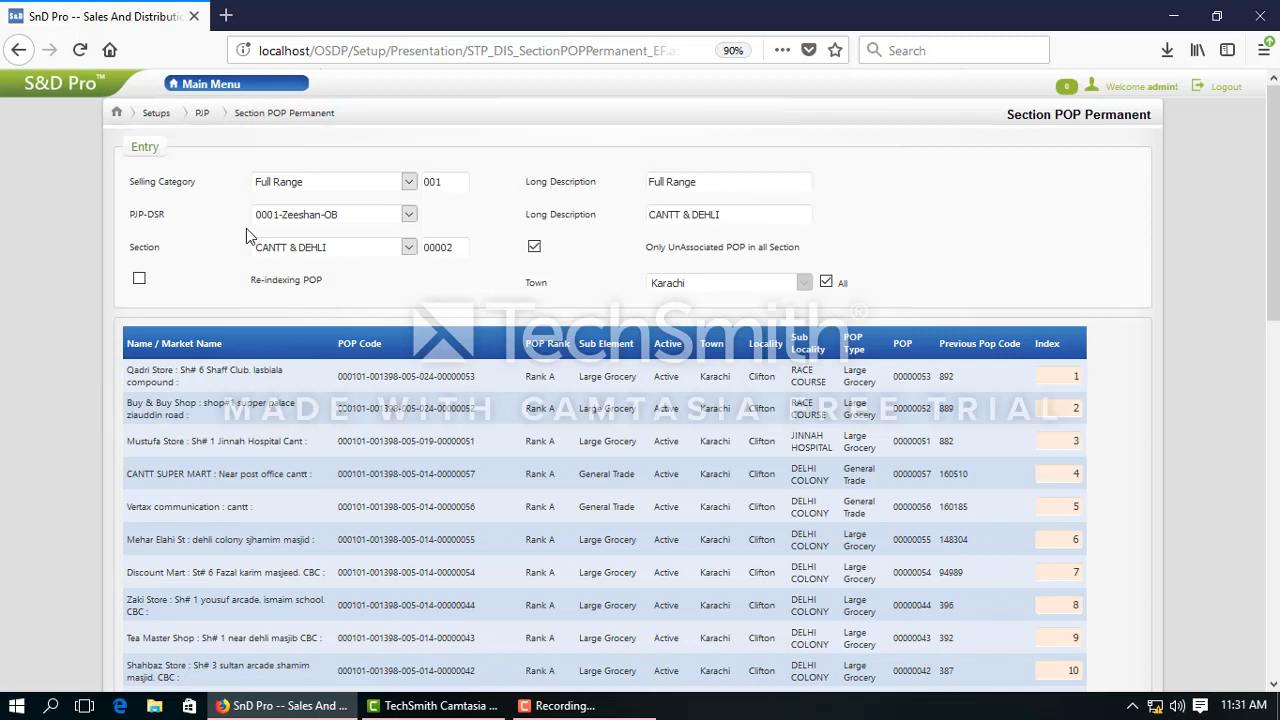 S&D SnD Pro -- Sales And Distributi
localhost/OSDP/Setup/Presentation/STP_DIS_SectionPOPPermanent_EF.as
90%
Search
S&D Pro™
Main Menu
0
Welcome admin!
Logout
Setups
PJP
Section POP Permanent
Section POP Permanent
Entry
Selling Category
Full Range
001
Long Description
Full Range
PJP-DSR
0001-Zeeshan-OB
Long Description
CANTT & DEHLI
Section
CANTT & DEHLI
00002
Only UnAssociated POP in all Section
Re-indexing POP
Town
Karachi
All
TechSmith®
MADE WITH CAMTASIA FREE TRIAL
Name / Market Name POP Code POP Rank Sub Element Active Town Locality Sub Locality POP Type POP Previous Pop Code Index
Qadri Store : Sh# 6 Shaff Club. lasbiala compound : 000101-001398-005-024-00000053 Rank A Large Grocery Active Karachi Clifton RACE COURSE Large Grocery 00000053 892 1
Buy & Buy Shop : shop#1 supper palace ziauddin road : 000101-001398-005-024-00000052 Rank A Large Grocery Active Karachi Clifton RACE COURSE Large Grocery 00000052 889 2
Mustufa Store : Sh# 1 Jinnah Hospital Cant : 000101-001398-005-019-00000051 Rank A Large Grocery Active Karachi Clifton JINNAH HOSPITAL Large Grocery 00000051 882 3
CANTT SUPER MART : Near post office cantt : 000101-001398-005-014-00000057 Rank A General Trade Active Karachi Clifton DELHI COLONY General Trade 00000057 160510 4
Vertax communication : cantt : 000101-001398-005-014-00000056 Rank A General Trade Active Karachi Clifton DELHI COLONY General Trade 00000056 160185 5
Mehar Elahi St : dehli colony sjhamim masjid : 000101-001398-005-014-00000055 Rank A Large Grocery Active Karachi Clifton DELHI COLONY Large Grocery 00000055 148304 6
Discount Mart : St# 6 Fazal karim masjeed. CBC : 000101-001398-005-014-00000054 Rank A Large Grocery Active Karachi Clifton DELHI COLONY Large Grocery 00000054 94989 7
Zaki Store : Sh# 1 yousuf arcade. ismaim school. CBC : 000101-001398-005-014-00000044 Rank A Large Grocery Active Karachi Clifton DELHI COLONY Large Grocery 00000044 396 8
Tea Master Shop : Sh# 1 near dehli masjib CBC : 000101-001398-005-014-00000043 Rank A Large Grocery Active Karachi Clifton DELHI COLONY Large Grocery 00000043 392 9
Shahbaz Store : Sh# 3 sultan arcade shamim masjid. CBC : 000101-001398-005-014-00000042 Rank A Large Grocery Active Karachi Clifton DELHI COLONY Large Grocery 00000042 387 10
SnD Pro -- Sales And ...
TechSmith Camtasia ...
Recording...
11:31 AM